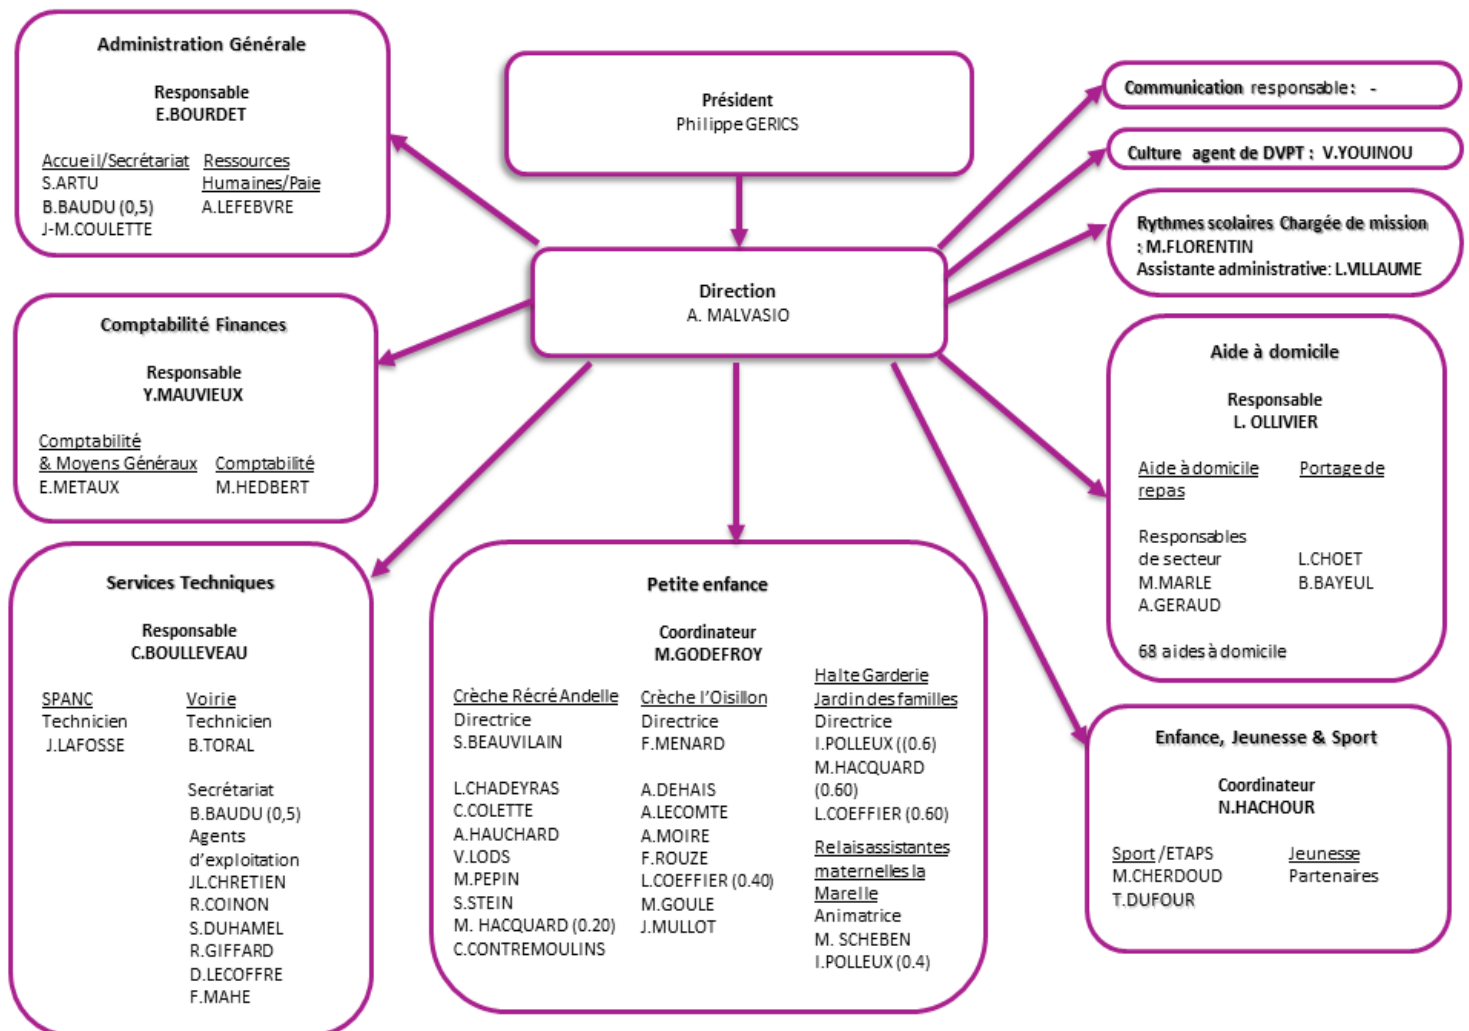 Administration Générale
Responsable
E.BOURDET
Accueil/Secrétariat Ressources
S.ARTU Humaines/Paie
B.BAUDU (0,5) A.LEFEBVRE
J-M.COULETTE
Président
Philippe GERICS
Communication responsable : -
Culture agent de DVPT : V.YOUINOU
Rythmes scolaires Chargée de mission
: M.FLORENTIN
Assistante administrative: L.VILLAUME
Direction
A. MALVASIO
Comptabilité Finances
Responsable
Y.MAUVIEUX
Comptabilité
& Moyens Généraux Comptabilité
E.METAUX M.HEDBERT
Aide à domicile
Responsable
L. OLLIVIER
Aide à domicile Portage de
repas
Responsables
de secteur L.CHOET
M.MARLE B.BAYEUL
A.GERAUD
68 aides à domicile
Services Techniques
Responsable
C.BOULLEVEAU
SPANC Voirie
Technicien Technicien
J.LAFOSSE B.TORAL
Secrétariat
B.BAUDU (0,5)
Agents
d'exploitation
JL.CHRETIEN
R.COINON
S.DUHAMEL
R.GIFFARD
D.LECOFFRE
F.MAHE
Petite enfance
Coordinateur
M.GODEFROY
Crèche Récré Andelle
Directrice
S.BEAUVILAIN
L.CHADEYRAS
C.COLETTE
A.HAUCHARD
V.LODS
M.PEPIN
S.STEIN
M. HACQUARD (0.20)
C.CONTREMOULINS
Crèche l'Oisillon
Directrice
F.MENARD
A.DEHAIS
A.LECOMTE
A.MOIRE
F.ROUZE
L.COEFFIER (0.40)
M.GOULE
J.MULLOT
Halte Garderie
Jardin des familles
Directrice
I.POLLEUX ((0.6)
M.HACQUARD
(0.60)
L.COEFFIER (0.60)
Relais assistantes
maternelles la
Marelle
Animatrice
M. SCHEBEN
I.POLLEUX (0.4)
Enfance, Jeunesse & Sport
Coordinateur
N.HACHOUR
Sport /ETAPS Jeunesse
M.CHERDOUD Partenaires
T.DUFOUR